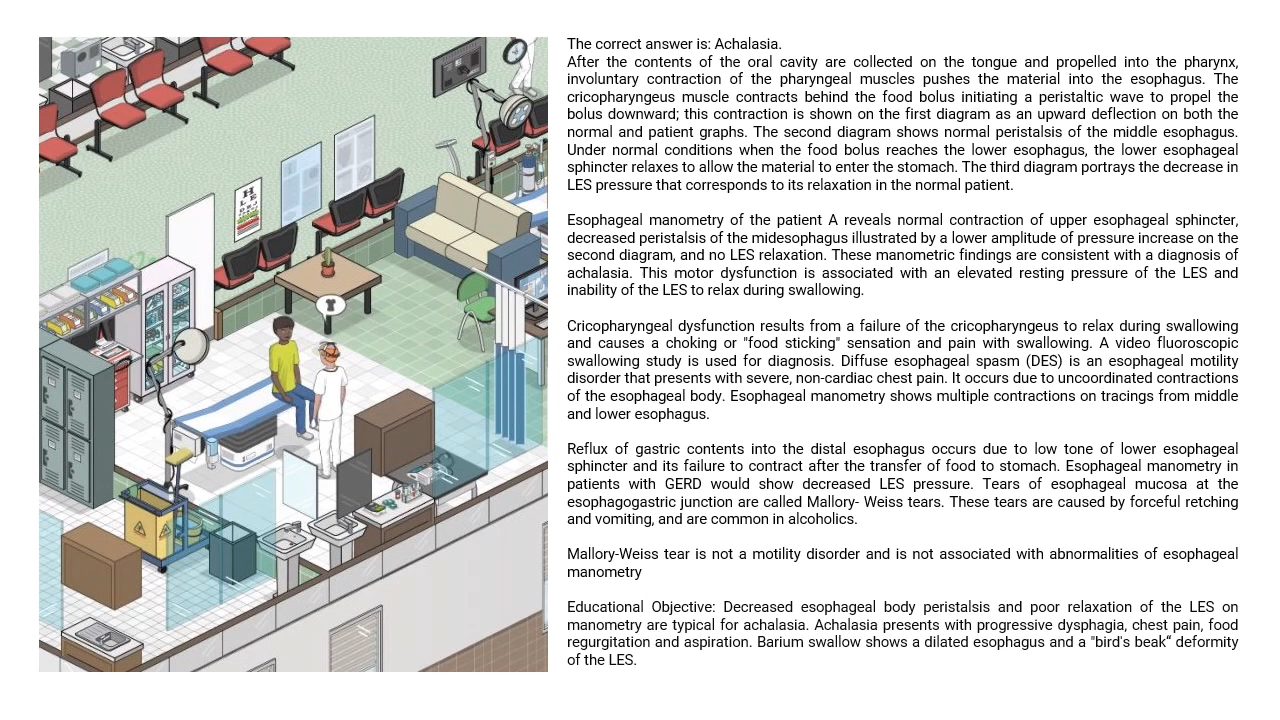 The correct answer is: Achalasia.
After the contents of the oral cavity are collected on the tongue and propelled into the pharynx,
involuntary contraction of the pharyngeal muscles pushes the material into the esophagus. The
cricopharyngeus muscle contracts behind the food bolus initiating a peristaltic wave to propel the
bolus downward; this contraction is shown on the first diagram as an upward deflection on both the
normal and patient graphs. The second diagram shows normal peristalsis of the middle esophagus.
Under normal conditions when the food bolus reaches the lower esophagus, the lower esophageal
sphincter relaxes to allow the material to enter the stomach. The third diagram portrays the decrease in
LES pressure that corresponds to its relaxation in the normal patient.
Esophageal manometry of the patient A reveals normal contraction of upper esophageal sphincter,
decreased peristalsis of the midesophagus illustrated by a lower amplitude of pressure increase on the
second diagram, and no LES relaxation. These manometric findings are consistent with a diagnosis of
achalasia. This motor dysfunction is associated with an elevated resting pressure of the LES and
inability of the LES to relax during swallowing.
Cricopharyngeal dysfunction results from a failure of the cricopharyngeus to relax during swallowing
and causes a choking or "food sticking" sensation and pain with swallowing. A video fluoroscopic
swallowing study is used for diagnosis. Diffuse esophageal spasm (DES) is an esophageal motility
disorder that presents with severe, non-cardiac chest pain. It occurs due to uncoordinated contractions
of the esophageal body. Esophageal manometry shows multiple contractions on tracings from middle
and lower esophagus.
Reflux of gastric contents into the distal esophagus occurs due to low tone of lower esophageal
sphincter and its failure to contract after the transfer of food to stomach. Esophageal manometry in
patients with GERD would show decreased LES pressure. Tears of esophageal mucosa at the
esophagogastric junction are called Mallory- Weiss tears. These tears are caused by forceful retching
and vomiting, and are common in alcoholics.
Mallory-Weiss tear is not a motility disorder and is not associated with abnormalities of esophageal
manometry
Educational Objective: Decreased esophageal body peristalsis and poor relaxation of the LES on
manometry are typical for achalasia. Achalasia presents with progressive dysphagia, chest pain, food
regurgitation and aspiration. Barium swallow shows a dilated esophagus and a "bird's beak“ deformity
of the LES.